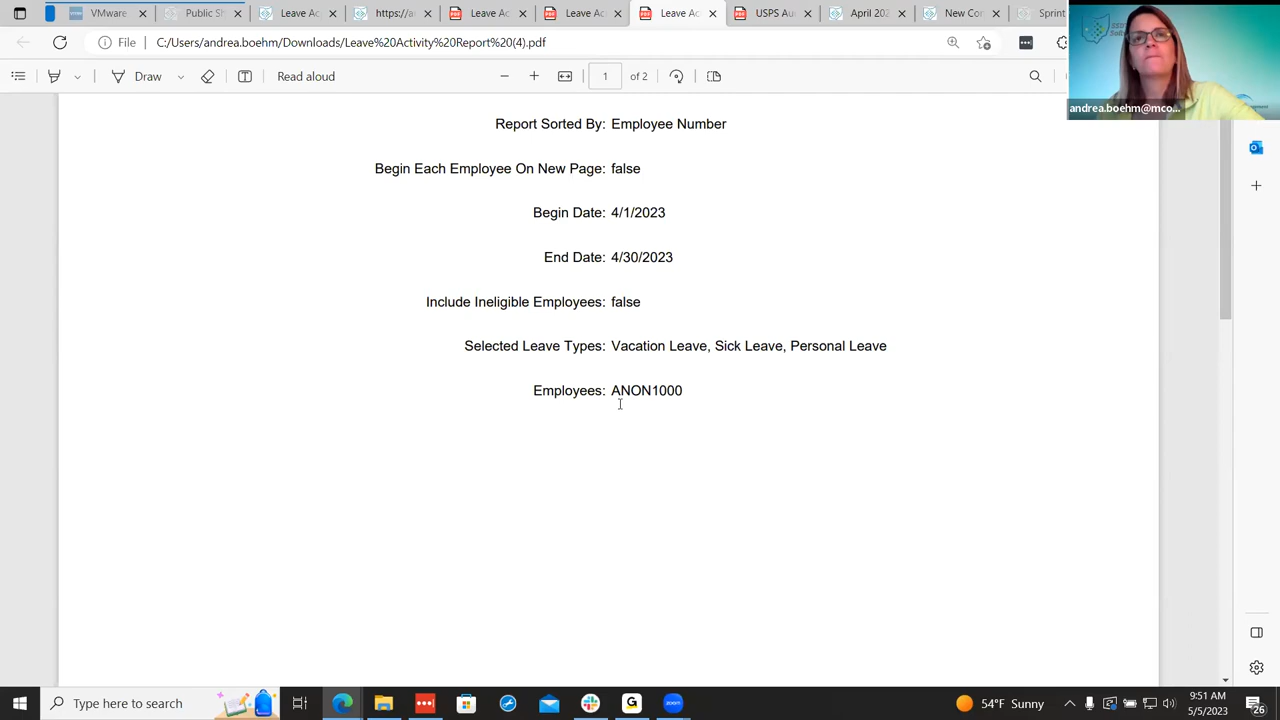 VMware
Public Sh
Leave A
https://a
Leave Ac
Leave Ac
Leave Ac
USPS Au
April 202
New Con
Sprint
File
C:/Users/andrea.boehm/Downloads/Leave%20Activity%20Report%20(4).pdf
Draw
Read aloud
1
of 2
andrea.boehm@mco...
Report Sorted By: Employee Number
Begin Each Employee On New Page: false
Begin Date: 4/1/2023
End Date: 4/30/2023
Include Ineligible Employees: false
Selected Leave Types: Vacation Leave, Sick Leave, Personal Leave
Employees: ANON1000
Type here to search
zoom
54°F Sunny
9:51 AM
5/5/2023
26